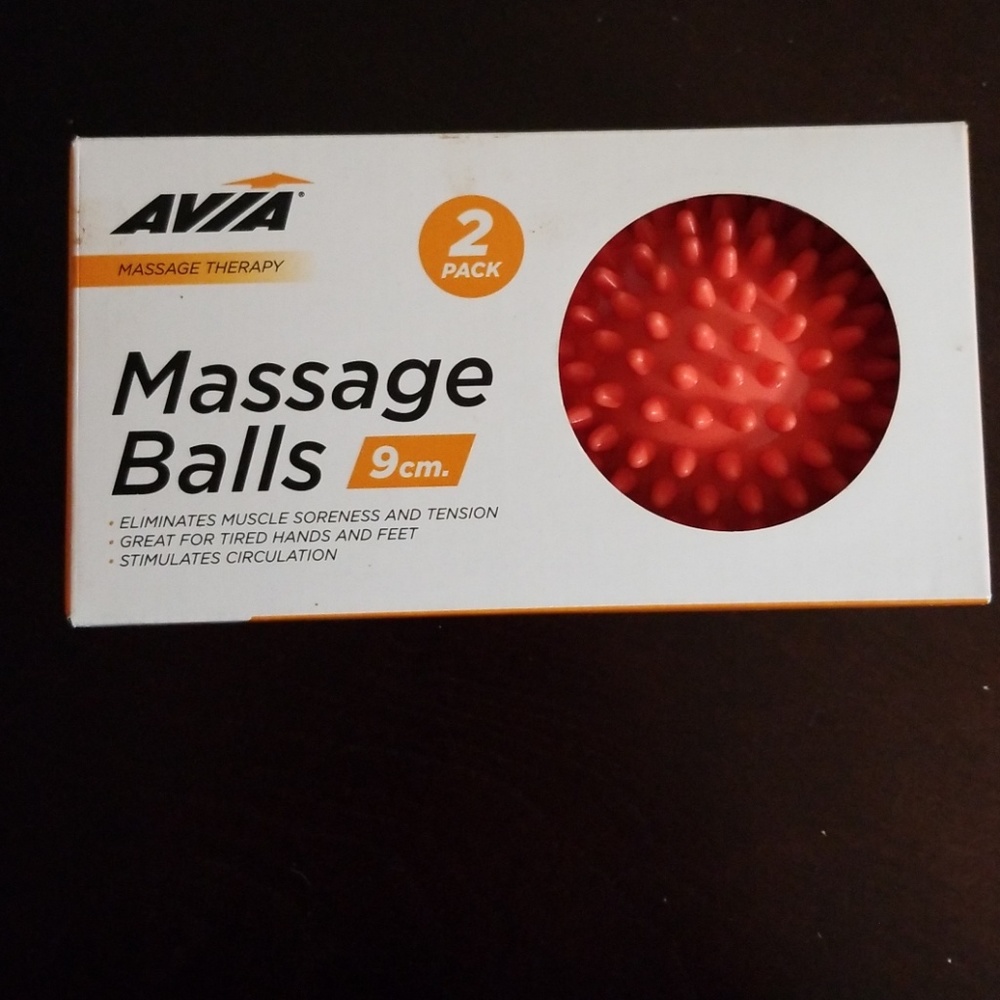 AVIA®
MASSAGE THERAPY
2
PACK
Massage
Balls 9cm.
• ELIMINATES MUSCLE SORENESS AND TENSION
• GREAT FOR TIRED HANDS AND FEET
• STIMULATES CIRCULATION